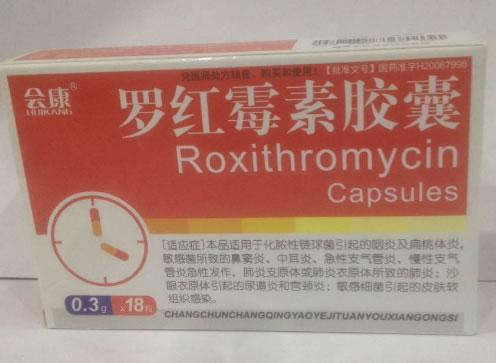 凭医师处方销售、购买和使用!
【批准文号】国药准字H20067998
会康®
HUIKANG
罗红霉素胶囊
Roxithromycin
Capsules
[适应症]本品适用于化脓性链球菌引起的咽炎及扁桃体炎,
敏感菌所致的鼻窦炎、中耳炎、急性支气管炎、慢性支气
管炎急性发作,肺炎支原体或肺炎衣原体所致的肺炎;沙
眼衣原体引起的尿道炎和宫颈炎;敏感细菌引起的皮肤软
组织感染。
0.3g x18粒
CHANGCHUNCHANGQINGYAOYEJITUANYOUXIANGONGSI